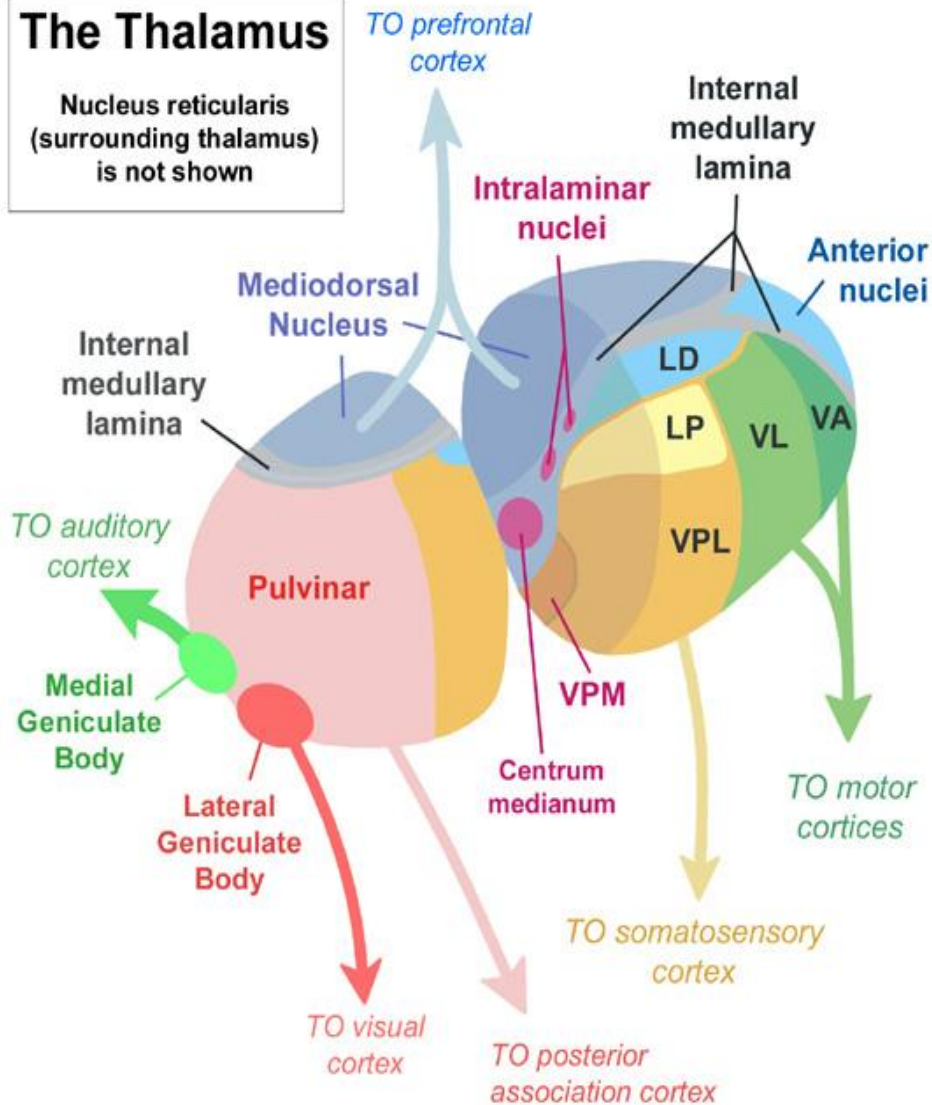 The Thalamus
Nucleus reticularis
(surrounding thalamus)
is not shown
TO prefrontal
cortex
Internal
medullary
lamina
Intralaminar
nuclei
Anterior
nuclei
Mediodorsal
Nucleus
Internal
medullary
lamina
LD
LP
VL
VA
TO auditory
cortex
VPL
Pulvinar
Medial
Geniculate
Body
VPM
Centrum
medianum
Lateral
Geniculate
Body
TO motor
cortices
TO somatosensory
cortex
TO visual
cortex
TO posterior
association cortex